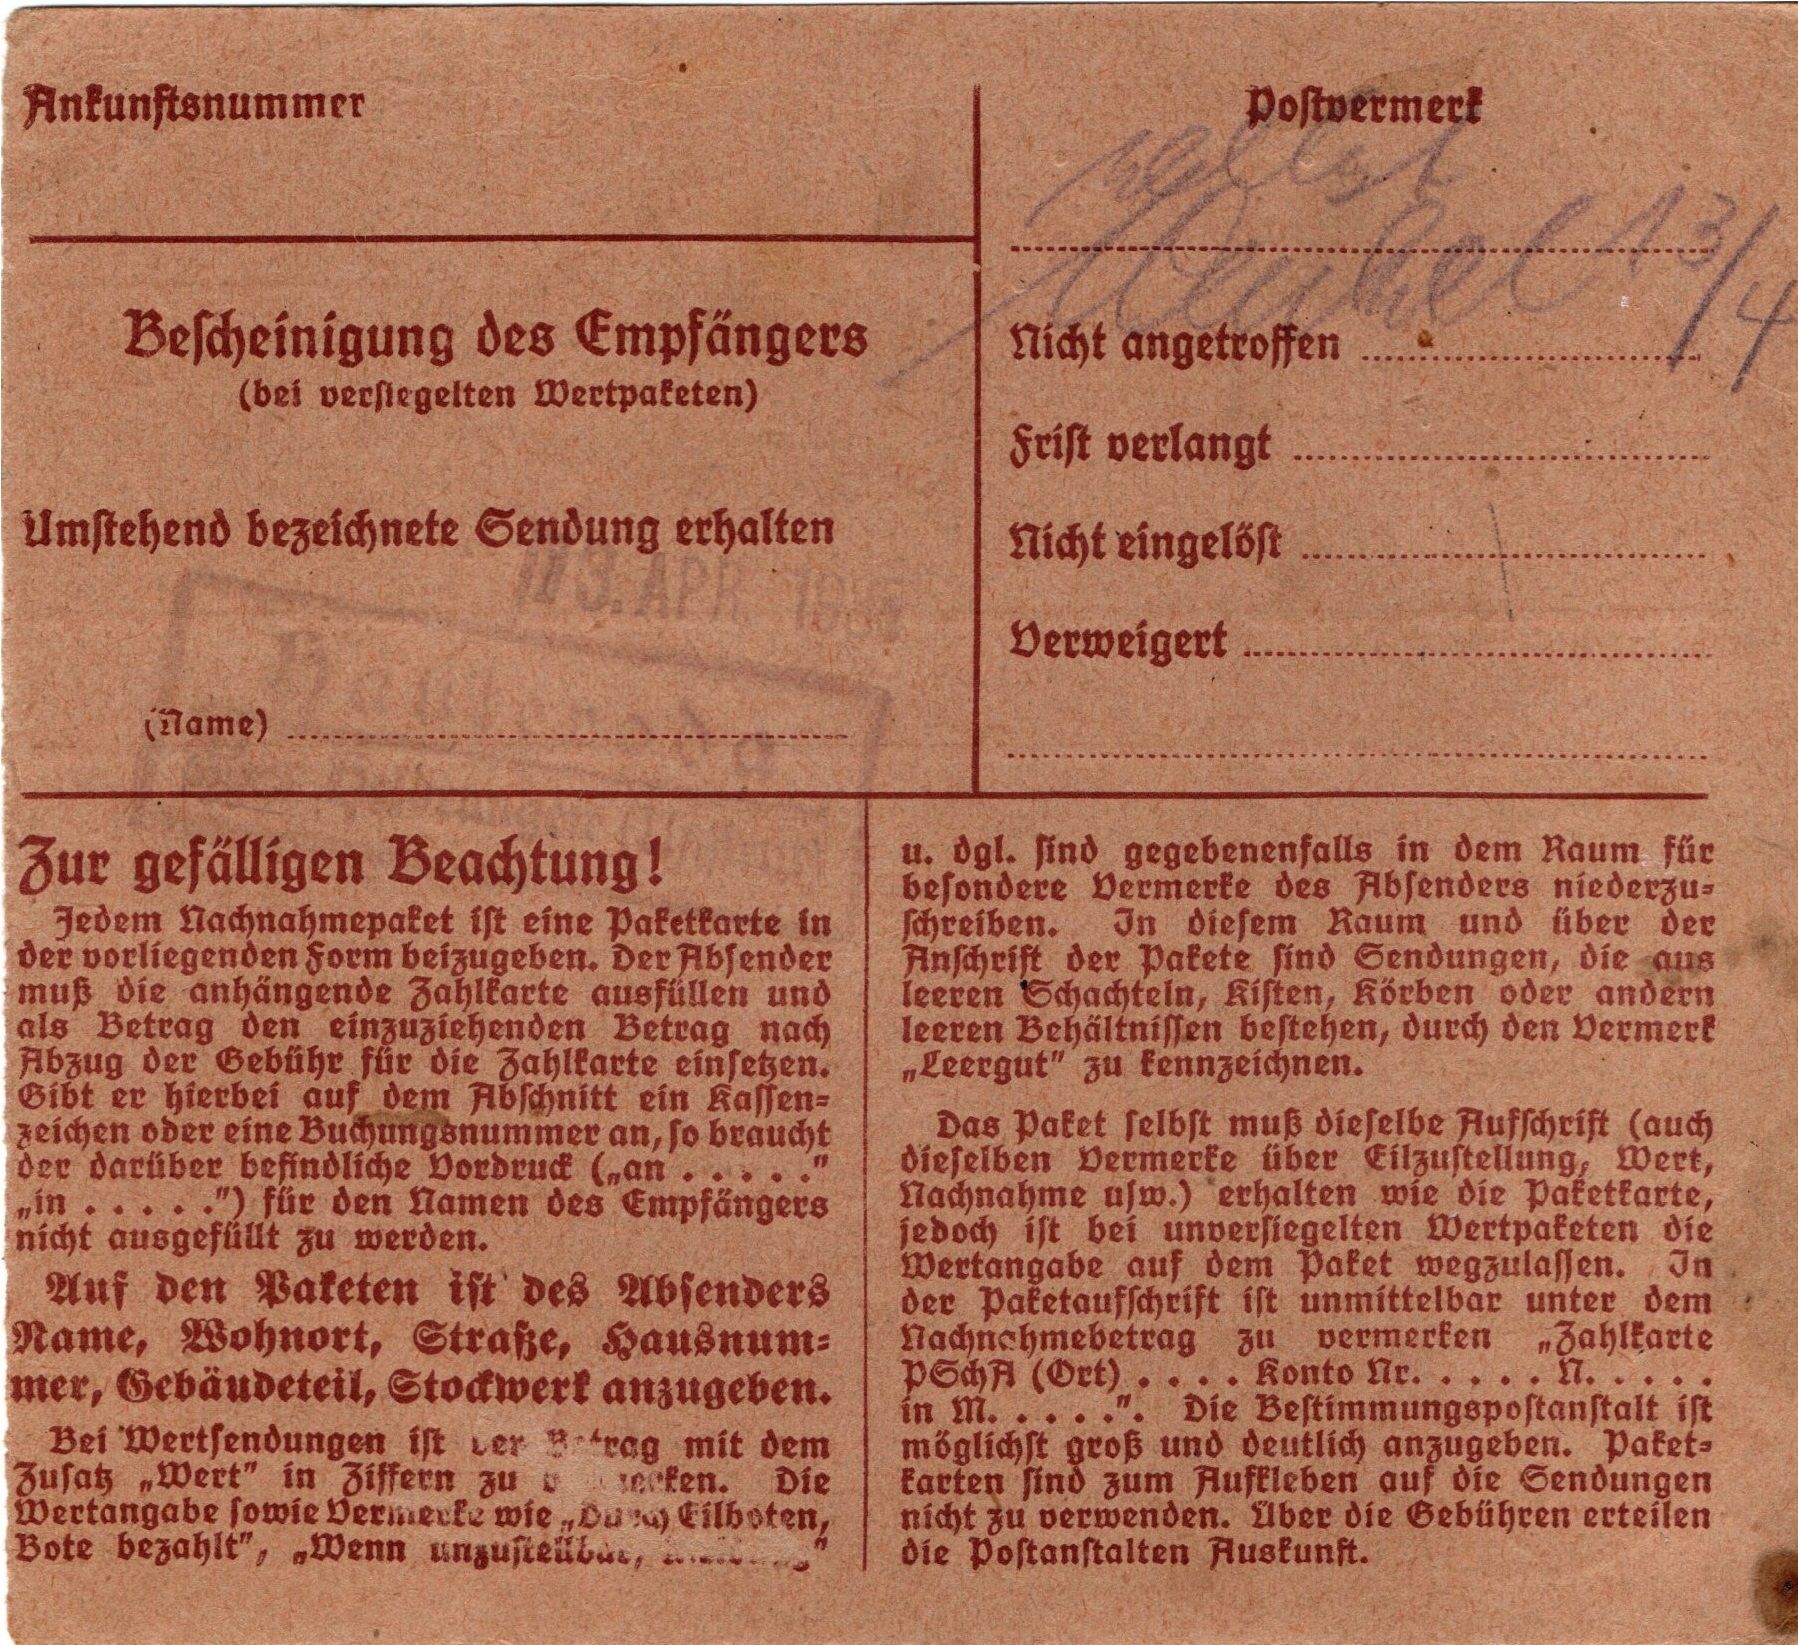 Ankunftsnummer
Postvermerk
13/4
Bescheinigung des Empfängers
(bei versiegelten Wertpaketen)
Nicht angetroffen
Frist verlangt
Umstehend bezeichnete Sendung erhalten
Nicht eingelöst
3. APR. 193
Verweigert
(Name)
Zur gefälligen Beachtung!
Jedem Nachnahmepaket ist eine Paketkarte in
der vorliegenden Form beizugeben. Der Absender
muß die anhängende Zahlkarte ausfüllen und
als Betrag den einzuziehenden Betrag nach
Abzug der Gebühr für die Zahlkarte einsetzen.
Gibt er hierbei auf dem Abschnitt ein Kassen=
zeichen oder eine Buchungsnummer an, so braucht
der darüber befindliche Vordruck („an . . . . .“
„in . . . . .“) für den Namen des Empfängers
nicht ausgefüllt zu werden.
Auf den Paketen ist des Absenders
Name, Wohnort, Straße, Hausnum=
mer, Gebäudeteil, Stockwerk anzugeben.
Bei Wertsendungen ist der Betrag mit dem
Zusatz „Wert“ in Ziffern zu Die
Wertangabe sowie Vermerke wie „Durch Eilboten,
Bote bezahlt“, „Wenn unzustellbar,
u. dgl. sind gegebenenfalls in dem Raum für
besondere Vermerke des Absenders niederzu=
schreiben. In diesem Raum und über der
Anschrift der Pakete sind Sendungen, die aus
leeren Schachteln, Kisten, Körben oder andern
leeren Behältnissen bestehen, durch den Vermerk
„Leergut“ zu kennzeichnen.
Das Paket selbst muß dieselbe Aufschrift (auch
dieselben Vermerke über Eilzustellung, Wert,
Nachnahme usw.) erhalten wie die Paketkarte,
jedoch ist bei unversiegelten Wertpaketen die
Wertangabe auf dem Paket wegzulassen. In
der Paketaufschrift ist unmittelbar unter dem
Nachnahmebetrag zu vermerken „Zahlkarte
PSchA (Ort) . . . . Konto Nr. . . . . N. . . . .
in M. . . . .“. Die Bestimmungspostanstalt ist
möglichst groß und deutlich anzugeben. Paket=
karten sind zum Aufkleben auf die Sendungen
nicht zu verwenden. Über die Gebühren erteilen
die Postanstalten Auskunft.